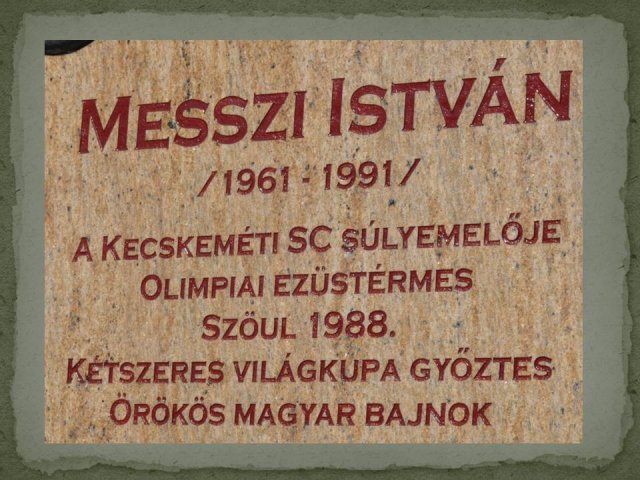 MESSZI ISTVÁN
/1961 - 1991/
A KECSKEMÉTI SC SÚLYEMELŐJE
OLIMPIAI EZÜSTÉRMES
SZÖUL 1988.
KÉTSZERES VILÁGKUPA GYŐZTES
ÖRÖKÖS MAGYAR BAJNOK